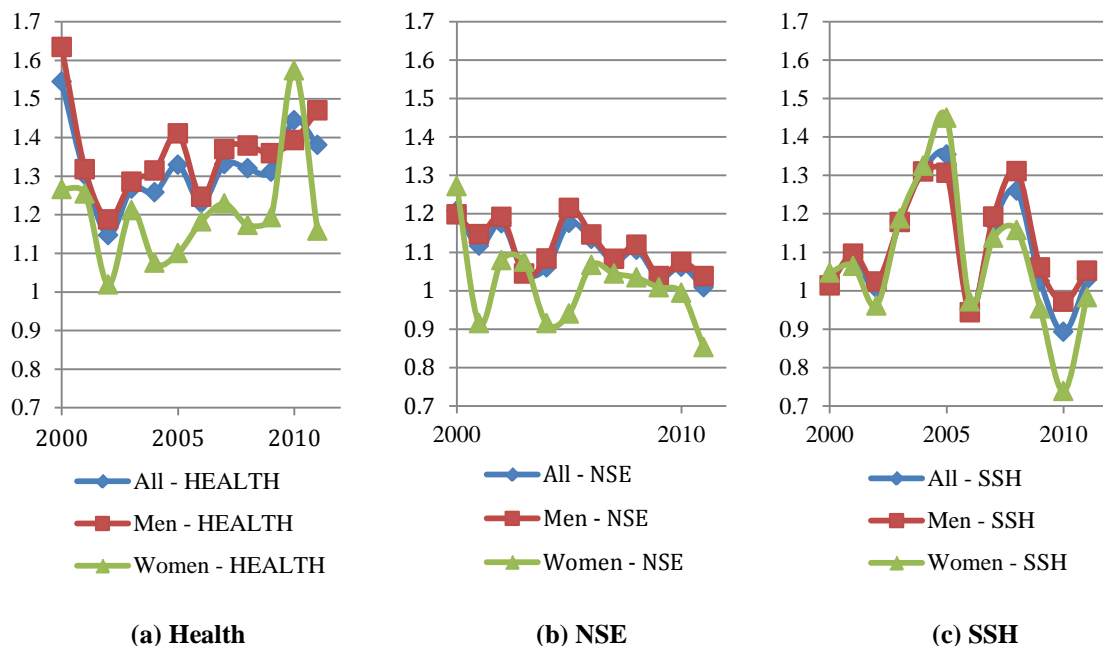 1.7
1.6
1.5
1.4
1.3
1.2
1.1
1
0.9
0.8
0.7
2000 2005 2010
All - HEALTH
Men - HEALTH
Women - HEALTH
(a) Health
1.7
1.6
1.5
1.4
1.3
1.2
1.1
1
0.9
0.8
0.7
2000 2005 2010
All - NSE
Men - NSE
Women - NSE
(b) NSE
1.7
1.6
1.5
1.4
1.3
1.2
1.1
1
0.9
0.8
0.7
2000 2005 2010
All - SSH
Men - SSH
Women - SSH
(c) SSH